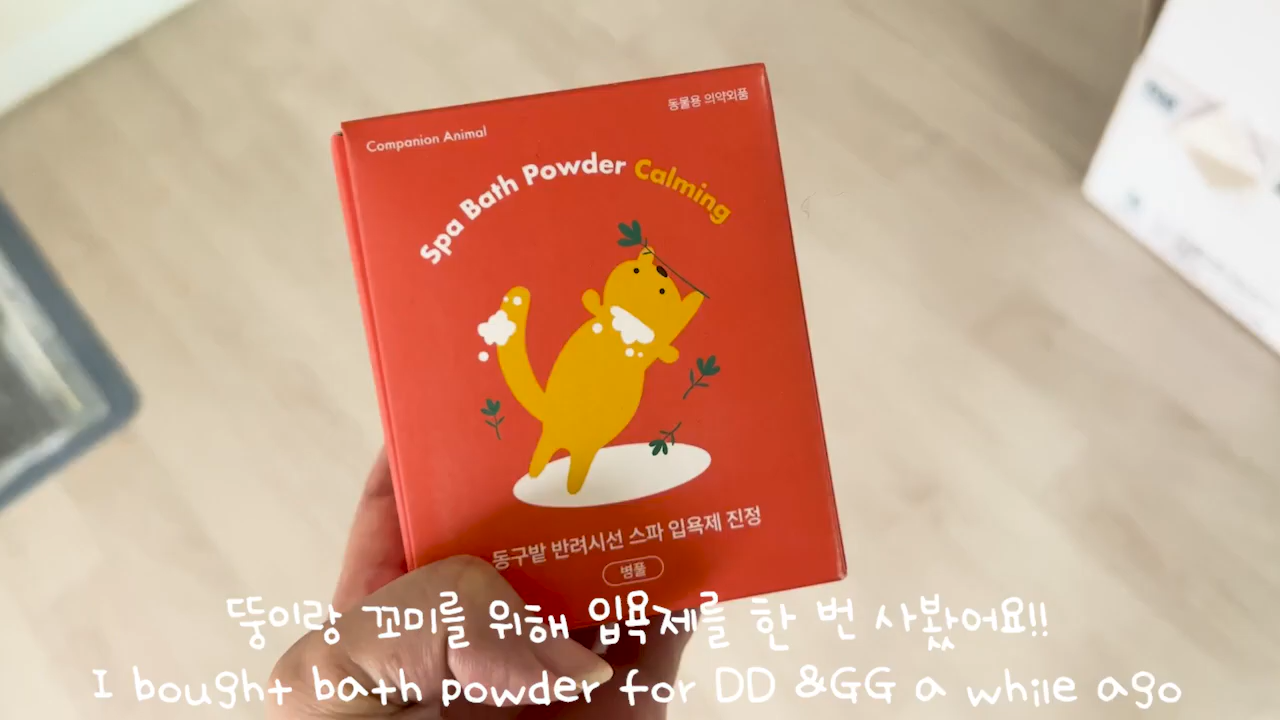 동물용 의약외품
Companion Animal
Spa Bath Powder Calming
동구밭 반려시선 스파 입욕제 진정
병풀
뚱이랑 꼬미를 위해 입욕제를 한 번 사봤어요!!
I bought bath powder for DD &GG a while ago